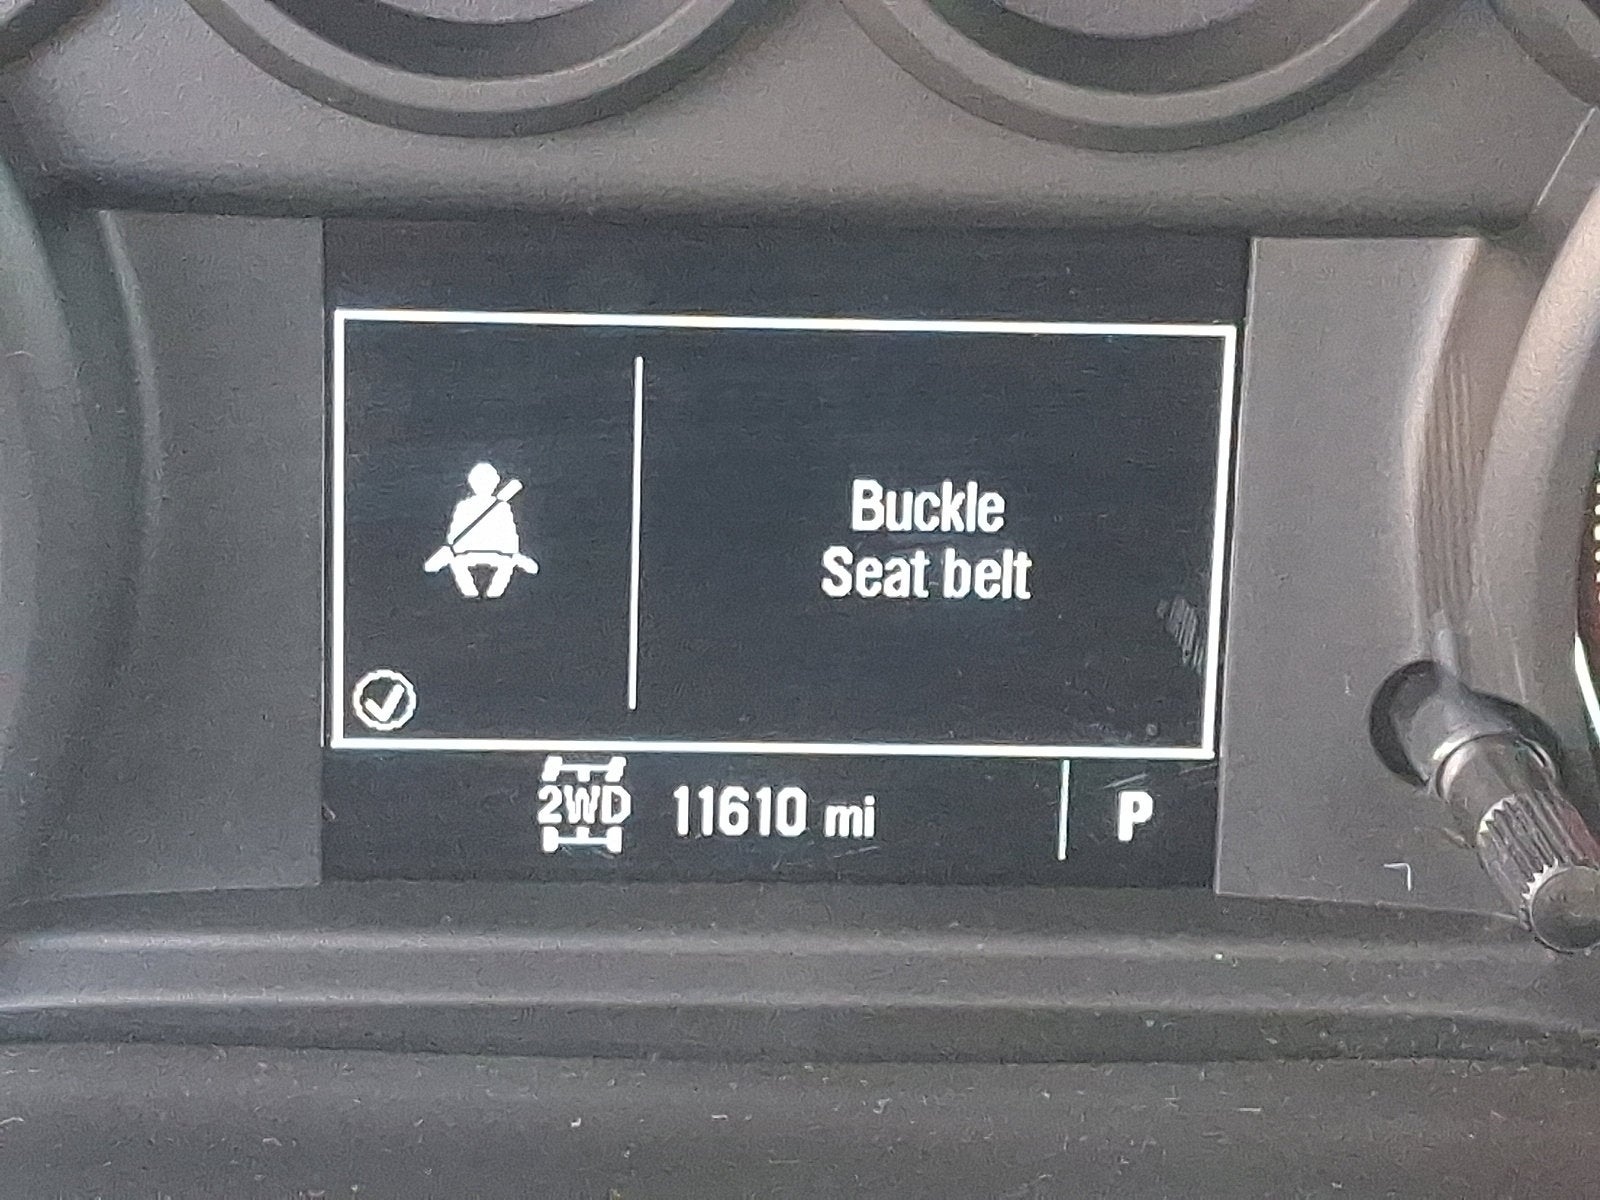 Buckle
Seat belt
2WD 11610 mi P